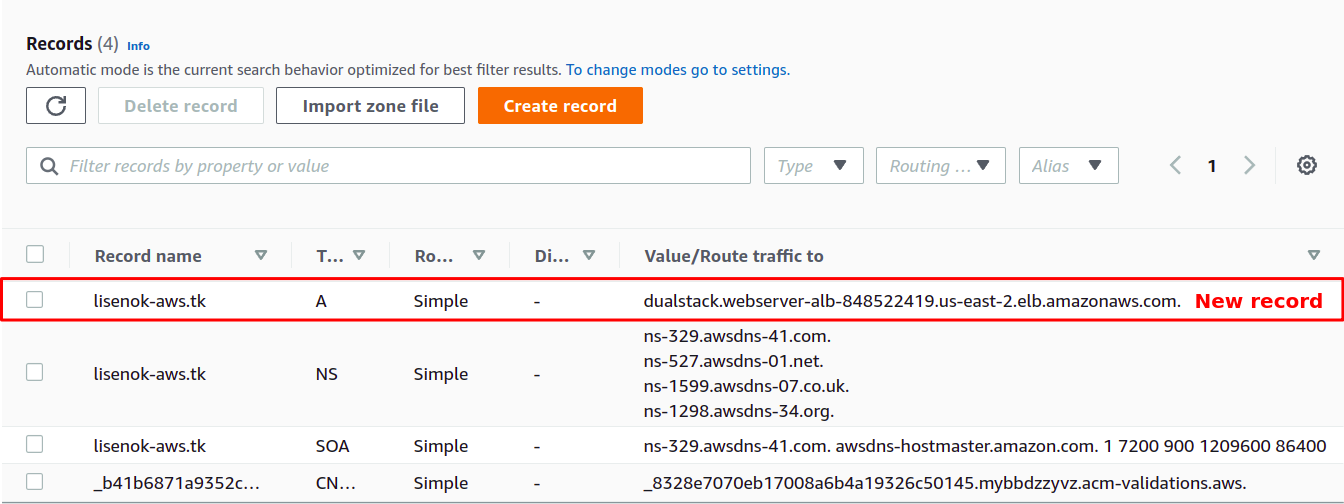 Records (4) Info
Automatic mode is the current search behavior optimized for best filter results. To change modes go to settings.
Delete record Import zone file Create record
Filter records by property or value Type Routing ... Alias 1
Record name T... Ro... Di... Value/Route traffic to
lisenok-aws.tk A Simple - dualstack.webserver-alb-848522419.us-east-2.elb.amazonaws.com. New record
ns-329.awsdns-41.com.
ns-527.awsdns-01.net.
lisenok-aws.tk NS Simple -
ns-1599.awsdns-07.co.uk.
ns-1298.awsdns-34.org.
lisenok-aws.tk SOA Simple - ns-329.awsdns-41.com. awsdns-hostmaster.amazon.com. 1 7200 900 1209600 86400
_b41b6871a9352c... CN... Simple - _8328e7070eb17008a6b4a19326c50145.mybbdzzyvz.acm-validations.aws.